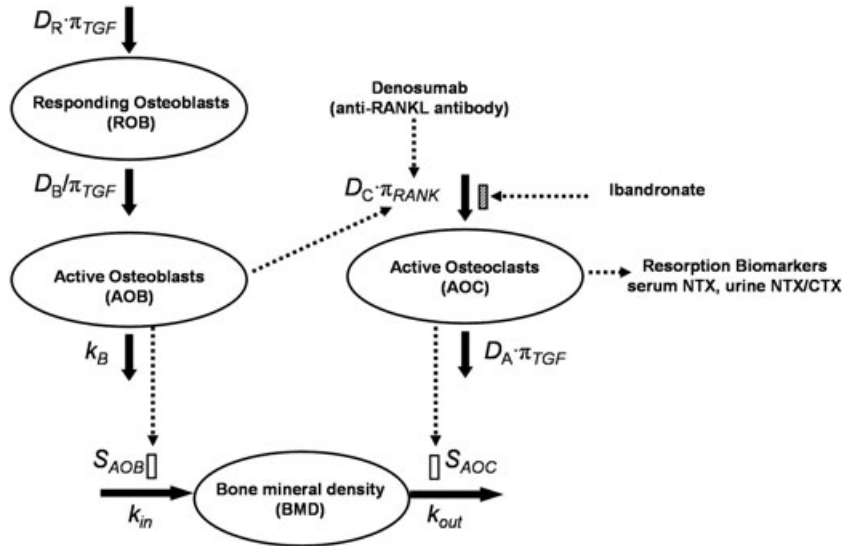 D_R·π_TGF
Responding Osteoblasts
(ROB)
Denosumab
(anti-RANKL antibody)
D_B/π_TGF
D_C·π_RANK
Ibandronate
Active Osteoblasts
(AOB)
Active Osteoclasts
(AOC)
Resorption Biomarkers
serum NTX, urine NTX/CTX
k_B
D_A·π_TGF
S_AOB
S_AOC
Bone mineral density
(BMD)
k_in
k_out